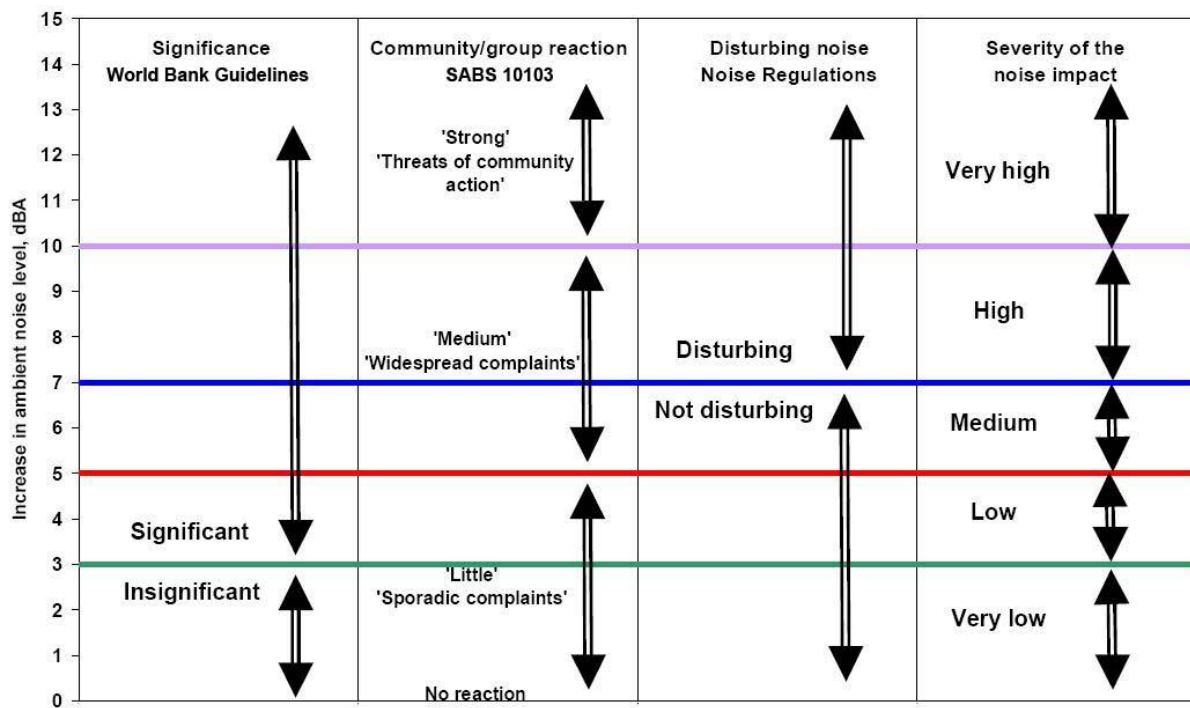 Increase in ambient noise level, dBA
15
14
13
12
11
10
9
8
7
6
5
4
3
2
1
0
Significance
World Bank Guidelines
Significant
Insignificant
Community/group reaction
SABS 10103
'Strong'
'Threats of community
action'
'Medium'
'Widespread complaints'
'Little'
'Sporadic complaints'
No reaction
Disturbing noise
Noise Regulations
Disturbing
Not disturbing
Severity of the
noise impact
Very high
High
Medium
Low
Very low